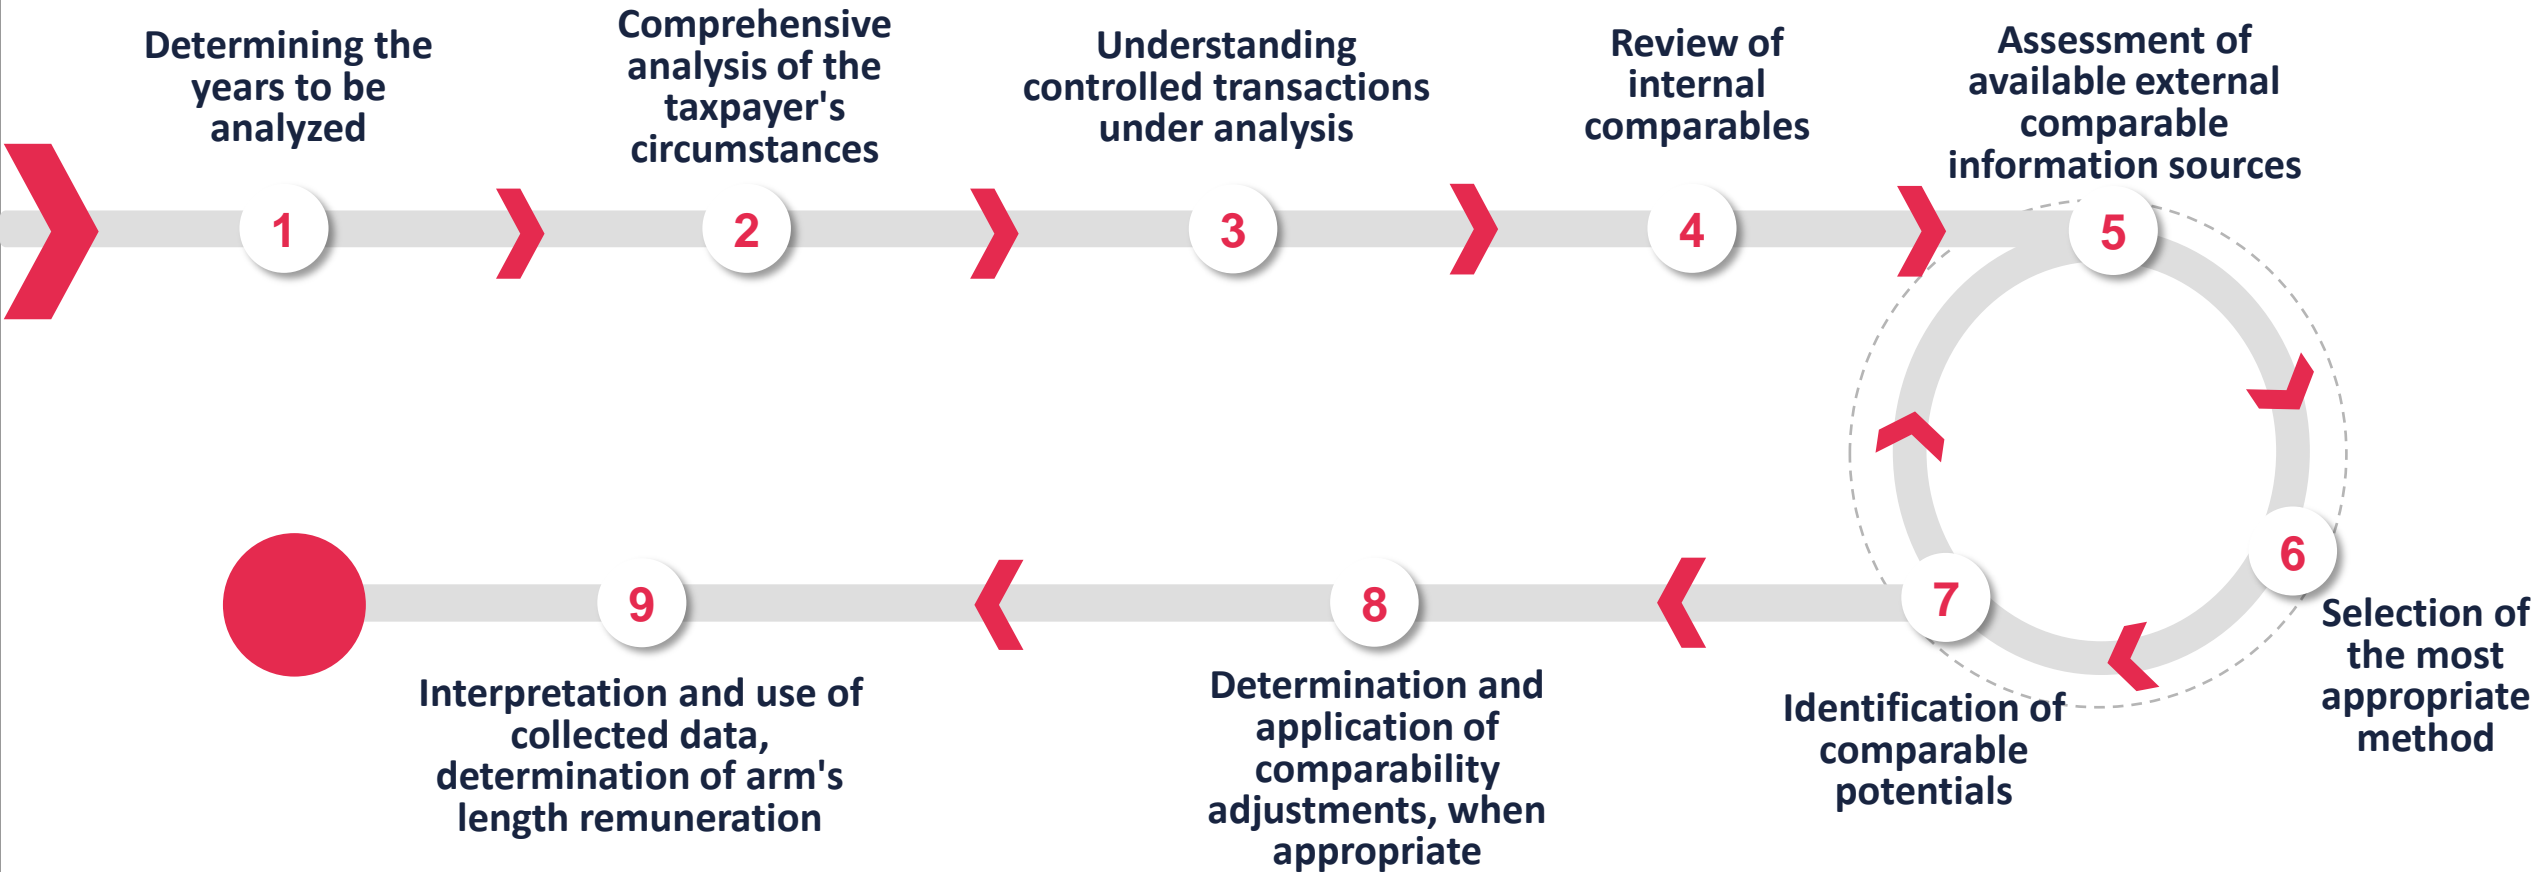 Determining the
years to be
analyzed
1
Comprehensive
analysis of the
taxpayer's
circumstances
2
Understanding
controlled transactions
under analysis
3
Review of
internal
comparables
4
Assessment of
available external
comparable
information sources
5
6
Selection of
the most
appropriate
method
7
Identification of
comparable
potentials
8
Determination and
application of
comparability
adjustments, when
appropriate
9
Interpretation and use of
collected data,
determination of arm's
length remuneration